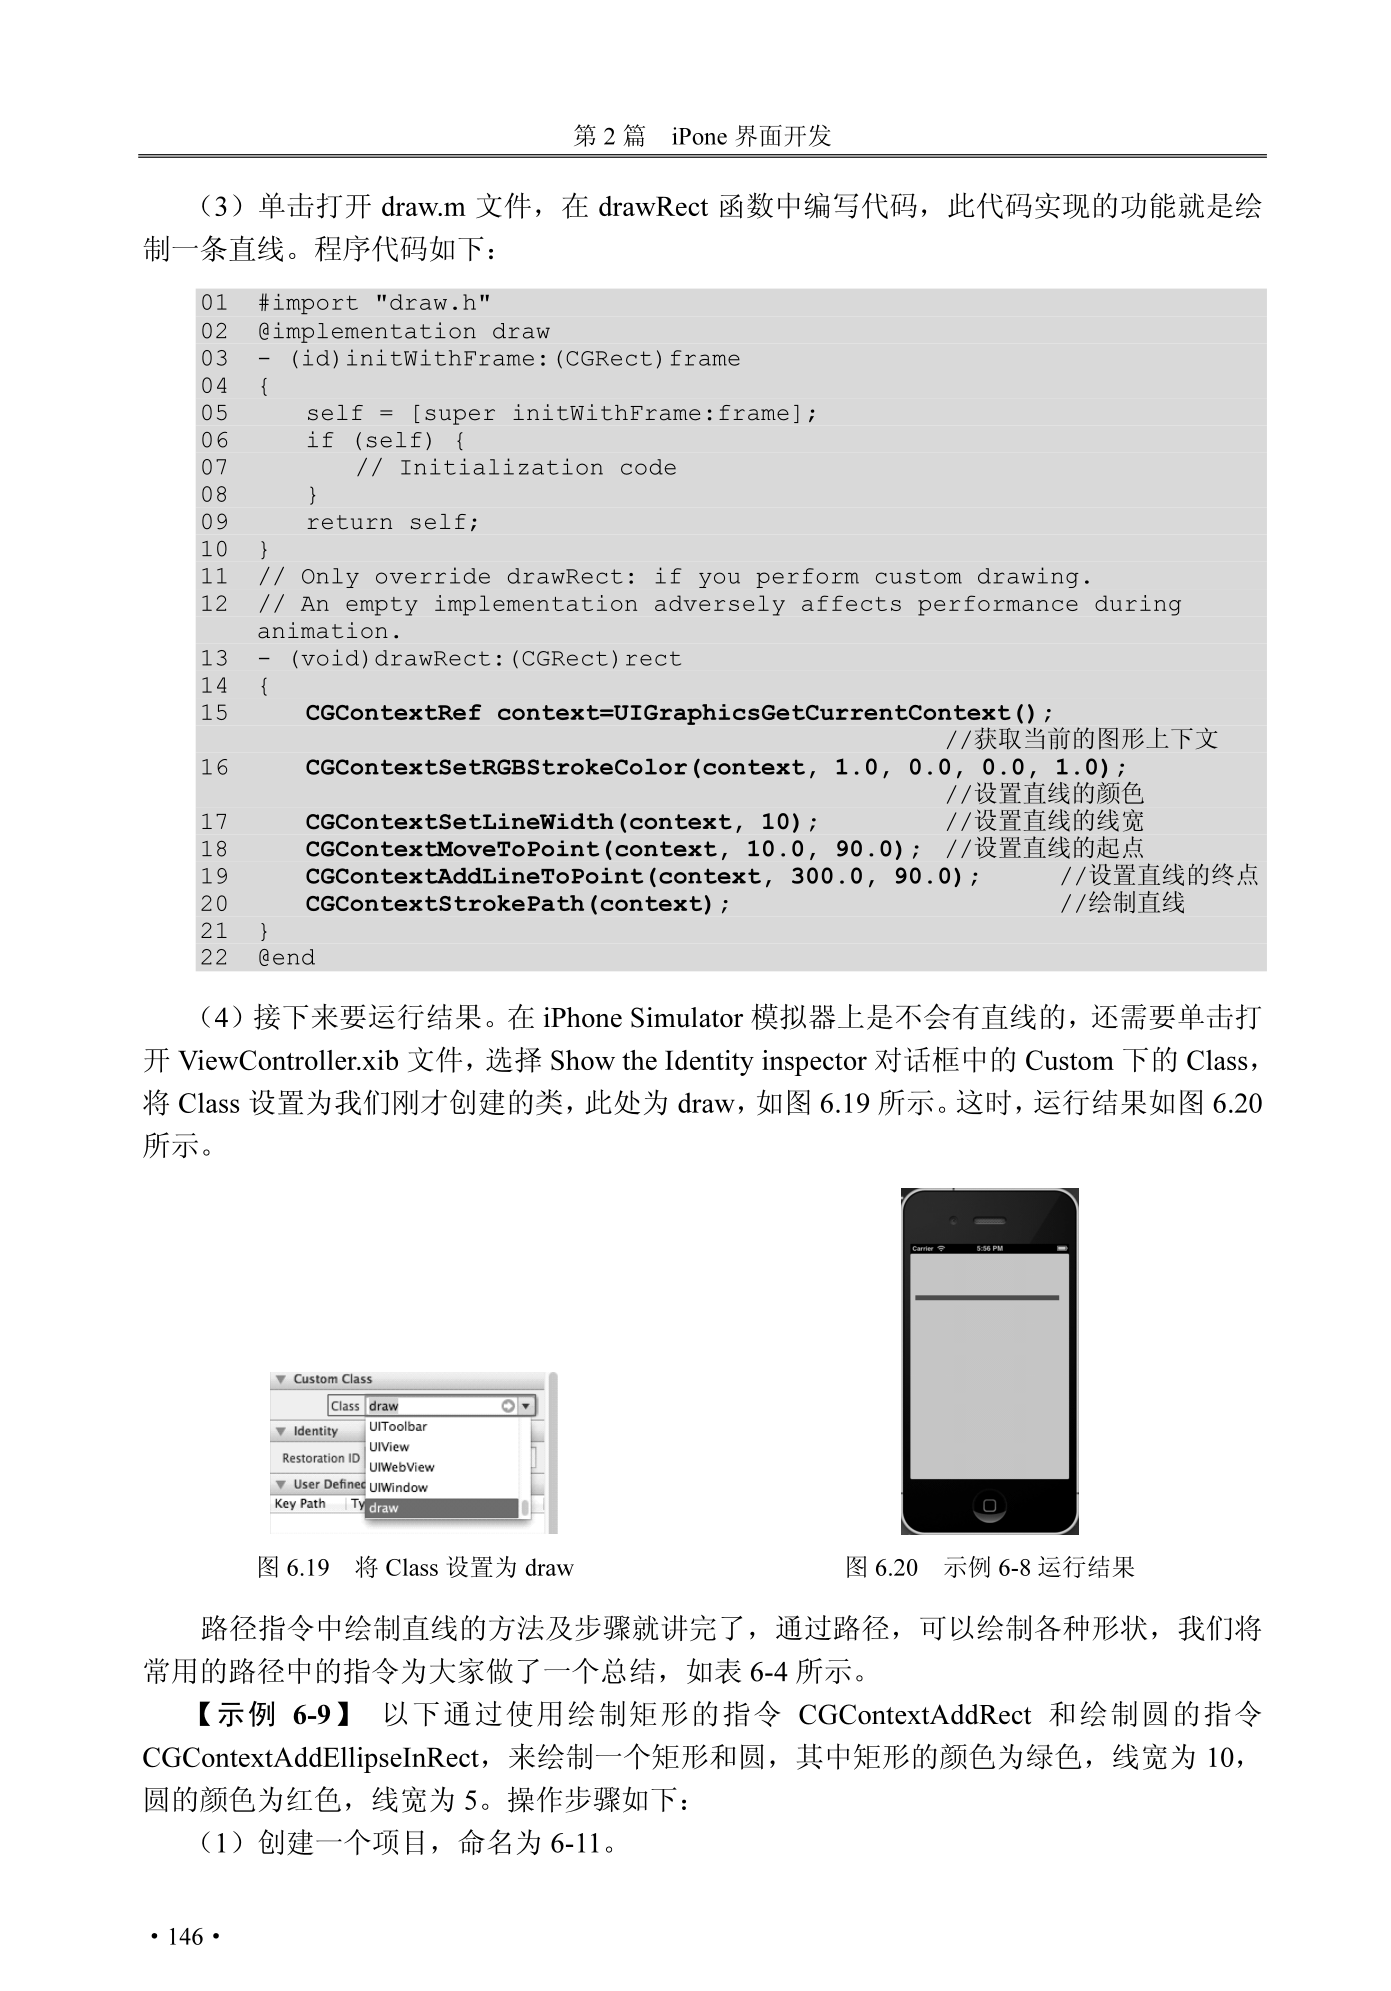 第 2 篇　iPone 界面开发
（3）单击打开 draw.m 文件，在 drawRect 函数中编写代码，此代码实现的功能就是绘
制一条直线。程序代码如下：
01  #import "draw.h"
02  @implementation draw
03  - (id)initWithFrame:(CGRect)frame
04  {
05      self = [super initWithFrame:frame];
06      if (self) {
07          // Initialization code
08      }
09      return self;
10  }
11  // Only override drawRect: if you perform custom drawing.
12  // An empty implementation adversely affects performance during
animation.
13  - (void)drawRect:(CGRect)rect
14  {
15      CGContextRef context=UIGraphicsGetCurrentContext();
//获取当前的图形上下文
16      CGContextSetRGBStrokeColor(context, 1.0, 0.0, 0.0, 1.0);
//设置直线的颜色
17      CGContextSetLineWidth(context, 10);        //设置直线的线宽
18      CGContextMoveToPoint(context, 10.0, 90.0); //设置直线的起点
19      CGContextAddLineToPoint(context, 300.0, 90.0);     //设置直线的终点
20      CGContextStrokePath(context);                      //绘制直线
21  }
22  @end
（4）接下来要运行结果。在 iPhone Simulator 模拟器上是不会有直线的，还需要单击打
开 ViewController.xib 文件，选择 Show the Identity inspector 对话框中的 Custom 下的 Class，
将 Class 设置为我们刚才创建的类，此处为 draw，如图 6.19 所示。这时，运行结果如图 6.20
所示。
Carrier 5:56 PM
Custom Class
Class draw
UIToolbar
Identity
UIView
Restoration ID
UIWebView
User Defined
UIWindow
Key Path Ty
draw
图 6.19　将 Class 设置为 draw
图 6.20　示例 6-8 运行结果
路径指令中绘制直线的方法及步骤就讲完了，通过路径，可以绘制各种形状，我们将
常用的路径中的指令为大家做了一个总结，如表 6-4 所示。
【示例 6-9】　以下通过使用绘制矩形的指令 CGContextAddRect 和绘制圆的指令
CGContextAddEllipseInRect，来绘制一个矩形和圆，其中矩形的颜色为绿色，线宽为 10，
圆的颜色为红色，线宽为 5。操作步骤如下：
（1）创建一个项目，命名为 6-11。
• 146 •